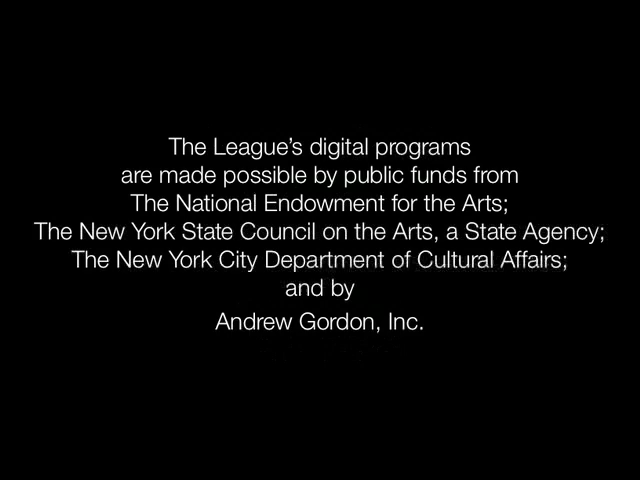 The League’s digital programs
are made possible by public funds from
The National Endowment for the Arts;
The New York State Council on the Arts, a State Agency;
The New York City Department of Cultural Affairs;
and by
Andrew Gordon, Inc.